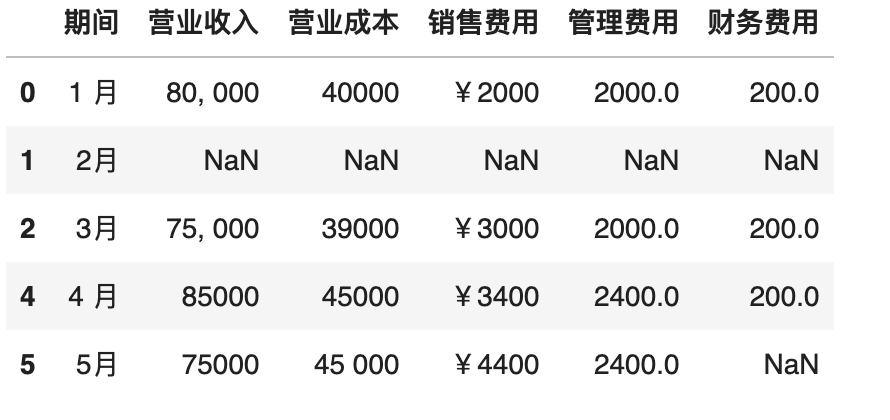 期间 营业收入 营业成本 销售费用 管理费用 财务费用
0 1 月 80, 000 40000 ￥2000 2000.0 200.0
1 2月 NaN NaN NaN NaN NaN
2 3月 75, 000 39000 ￥3000 2000.0 200.0
4 4 月 85000 45000 ￥3400 2400.0 200.0
5 5月 75000 45 000 ￥4400 2400.0 NaN